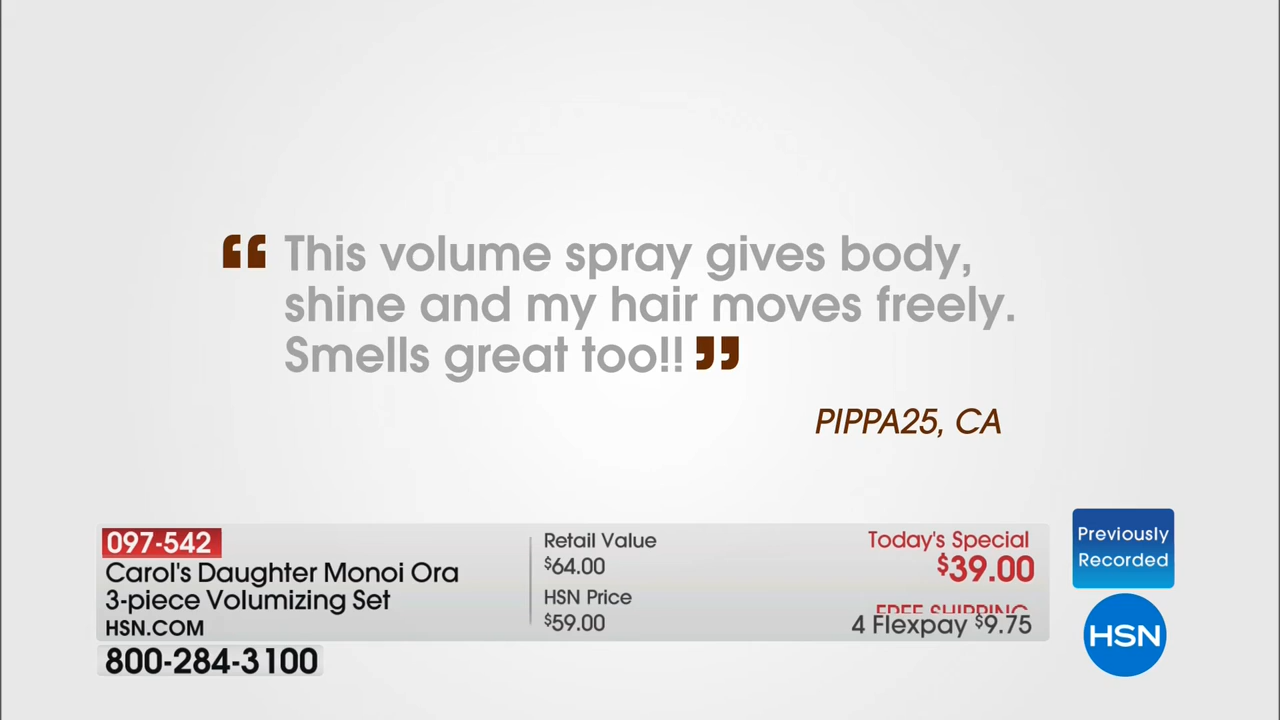 “ This volume spray gives body,
shine and my hair moves freely.
Smells great too!! ”
PIPPA25, CA
097-542
Carol's Daughter Monoi Ora
3-piece Volumizing Set
HSN.COM
800-284-3100
Retail Value
$64.00
HSN Price
$59.00
Today's Special
$39.00
FREE SHIPPING
4 Flexpay $9.75
Previously
Recorded
HSN